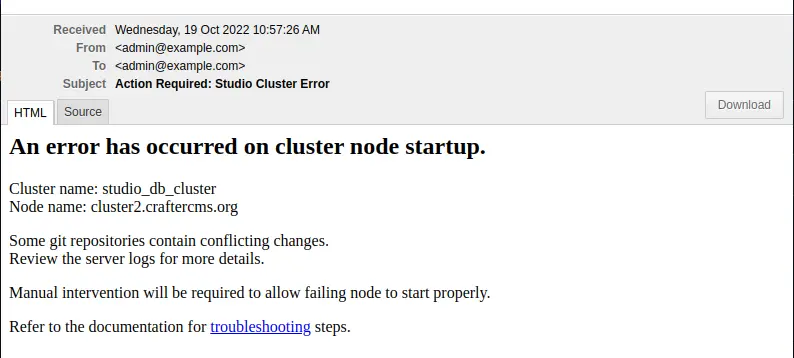 Received Wednesday, 19 Oct 2022 10:57:26 AM
From <admin@example.com>
To <admin@example.com>
Subject Action Required: Studio Cluster Error
HTML Source Download
An error has occurred on cluster node startup.
Cluster name: studio_db_cluster
Node name: cluster2.craftercms.org
Some git repositories contain conflicting changes.
Review the server logs for more details.
Manual intervention will be required to allow failing node to start properly.
Refer to the documentation for troubleshooting steps.